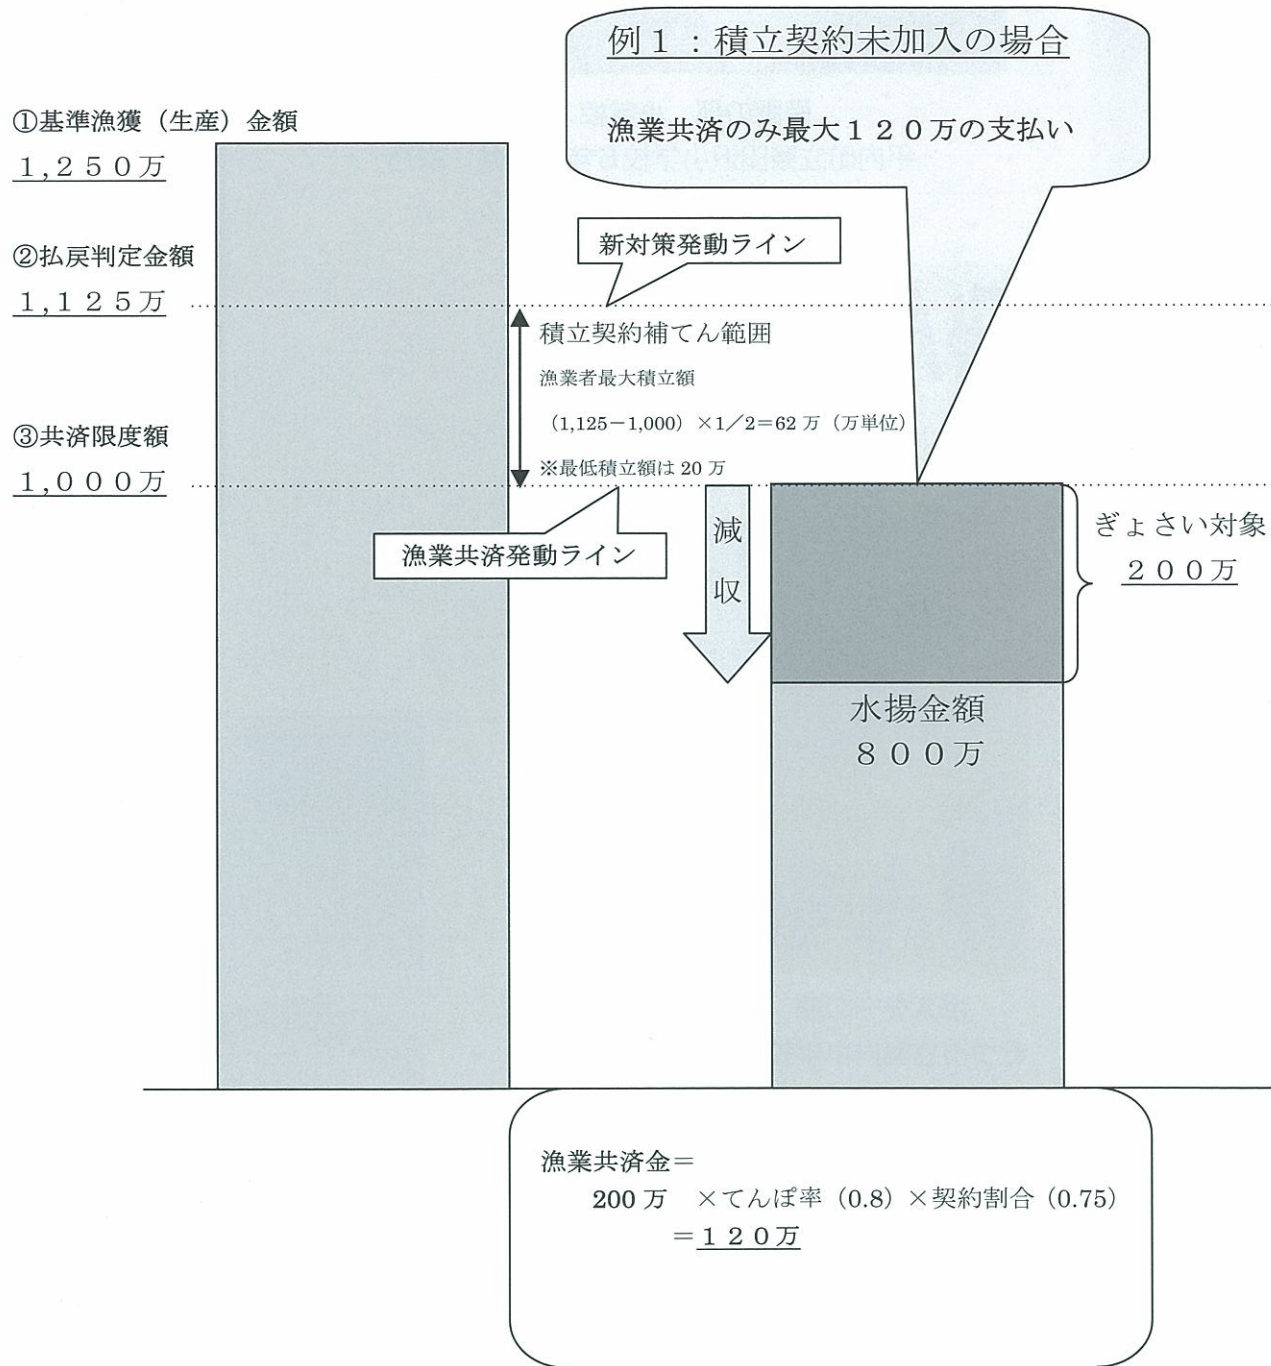 例１：積立契約未加入の場合
漁業共済のみ最大１２０万の支払い
①基準漁獲（生産）金額
１,２５０万
②払戻判定金額
１,１２５万
新対策発動ライン
積立契約補てん範囲
漁業者最大積立額
（1,125－1,000）×1／2＝62 万（万単位）
※最低積立額は 20 万
③共済限度額
１,０００万
漁業共済発動ライン
減
収
ぎょさい対象
２００万
水揚金額
８００万
漁業共済金＝
200 万　×てんぽ率（0.8）×契約割合（0.75）
＝１２０万